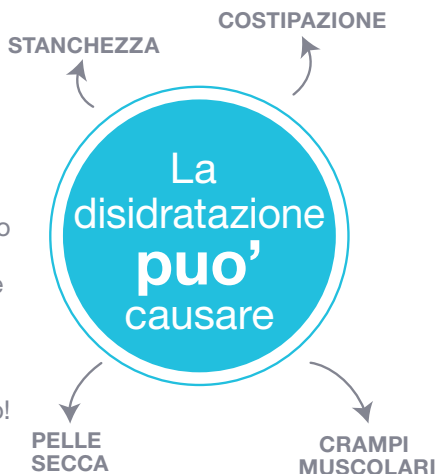 COSTIPAZIONE
STANCHEZZA
La
disidratazione
puo’
causare
o
e
o!
PELLE
SECCA
CRAMPI
MUSCOLARI